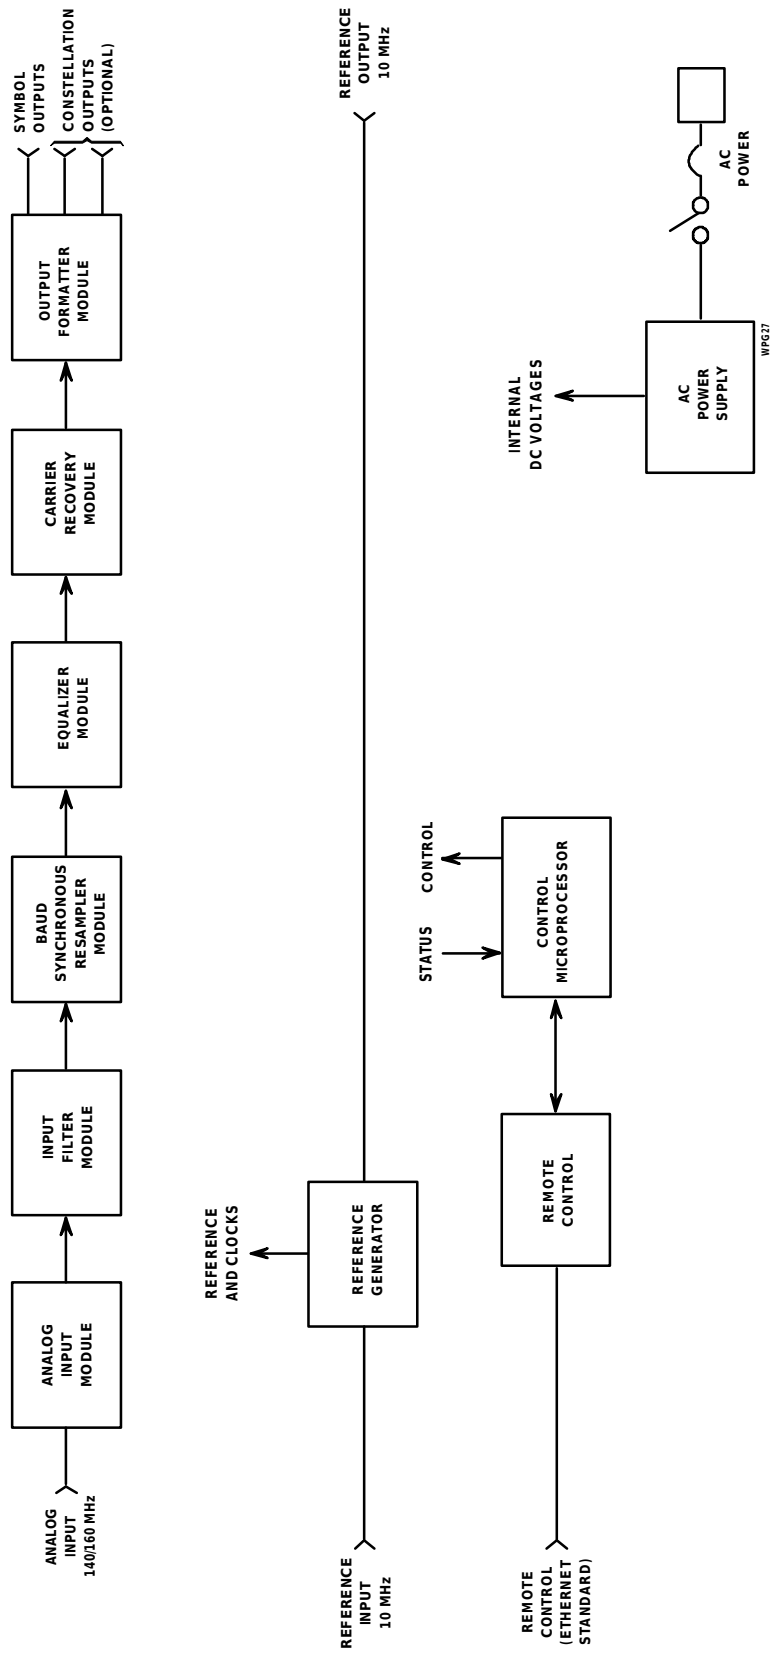 ANALOG
INPUT
140/160 MHz
ANALOG
INPUT
MODULE
INPUT
FILTER
MODULE
BAUD
SYNCHRONOUS
RESAMPLER
MODULE
EQUALIZER
MODULE
CARRIER
RECOVERY
MODULE
OUTPUT
FORMATTER
MODULE
SYMBOL
OUTPUTS
CONSTELLATION
OUTPUTS
(OPTIONAL)
REFERENCE
INPUT
10 MHz
REFERENCE
AND CLOCKS
REFERENCE
GENERATOR
REFERENCE
OUTPUT
10 MHz
REMOTE
CONTROL
(ETHERNET
STANDARD)
REMOTE
CONTROL
STATUS
CONTROL
CONTROL
MICROPROCESSOR
INTERNAL
DC VOLTAGES
AC
POWER
SUPPLY
AC
POWER
WPG27